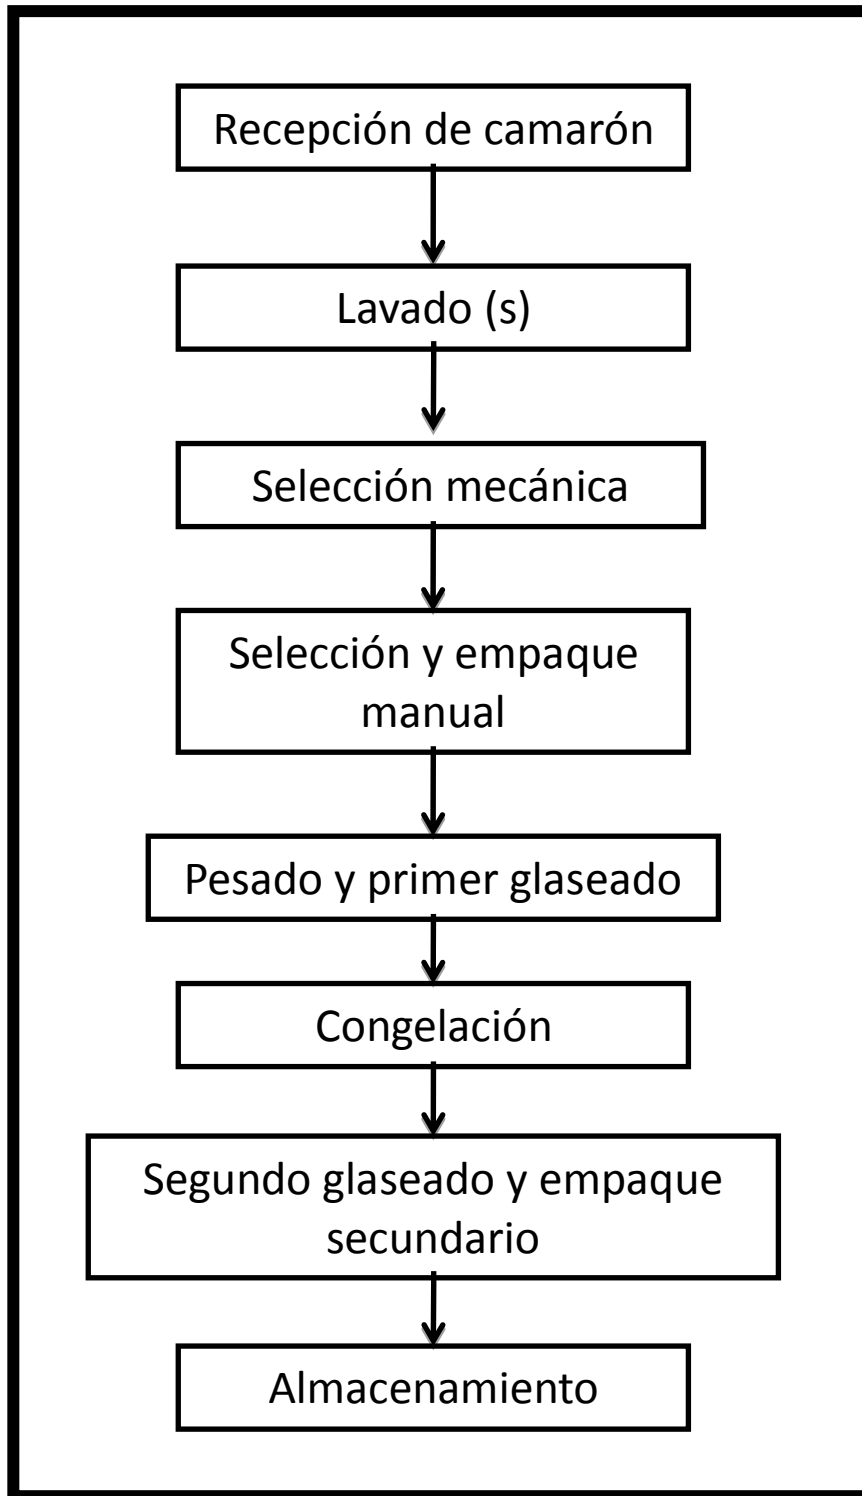 Recepción de camarón
Lavado (s)
Selección mecánica
Selección y empaque
manual
Pesado y primer glaseado
Congelación
Segundo glaseado y empaque
secundario
Almacenamiento